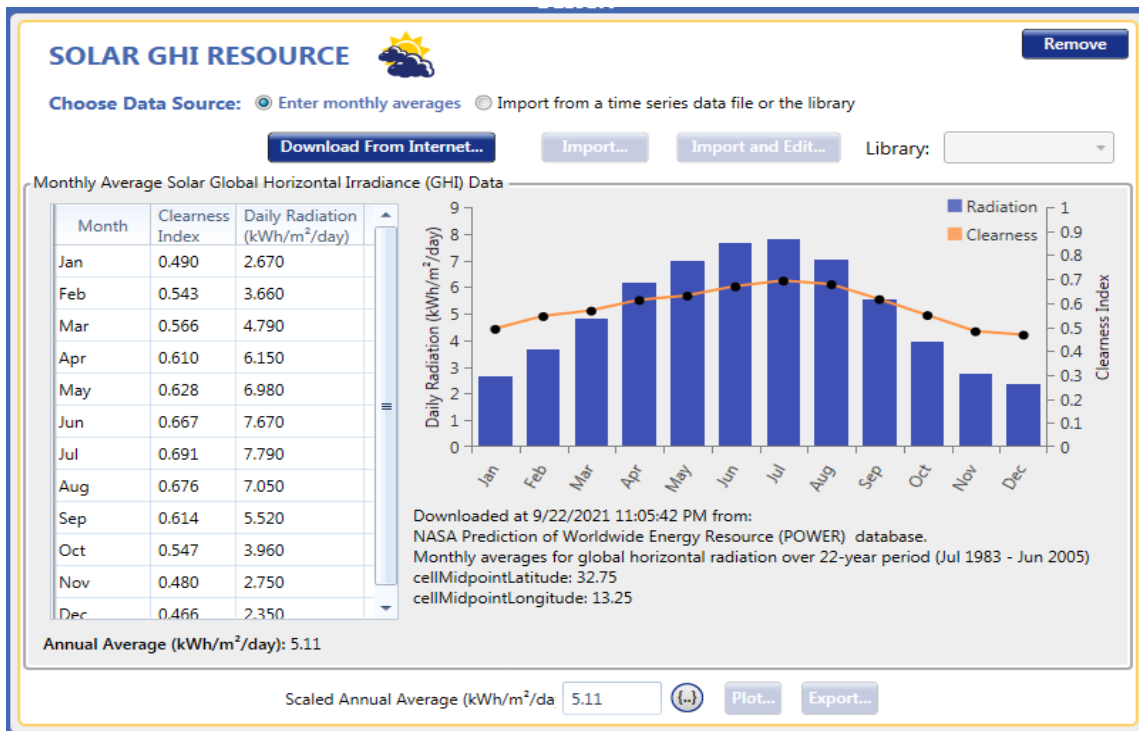 SOLAR GHI RESOURCE
Remove
Choose Data Source: Enter monthly averages Import from a time series data file or the library
Download From Internet... Import... Import and Edit... Library:
Monthly Average Solar Global Horizontal Irradiance (GHI) Data
Month Clearness Index Daily Radiation (kWh/m²/day)
Jan 0.490 2.670
Feb 0.543 3.660
Mar 0.566 4.790
Apr 0.610 6.150
May 0.628 6.980
Jun 0.667 7.670
Jul 0.691 7.790
Aug 0.676 7.050
Sep 0.614 5.520
Oct 0.547 3.960
Nov 0.480 2.750
Dec 0.466 2.350
Annual Average (kWh/m²/day): 5.11
Daily Radiation (kWh/m²/day)
9
8
7
6
5
4
3
2
1
0
Radiation
Clearness
1
0.9
0.8
0.7
0.6
0.5
0.4
0.3
0.2
0.1
0
Clearness Index
Jan Feb Mar Apr May Jun Jul Aug Sep Oct Nov Dec
Downloaded at 9/22/2021 11:05:42 PM from:
NASA Prediction of Worldwide Energy Resource (POWER) database.
Monthly averages for global horizontal radiation over 22-year period (Jul 1983 - Jun 2005)
cellMidpointLatitude: 32.75
cellMidpointLongitude: 13.25
Scaled Annual Average (kWh/m²/da 5.11 {..} Plot... Export...